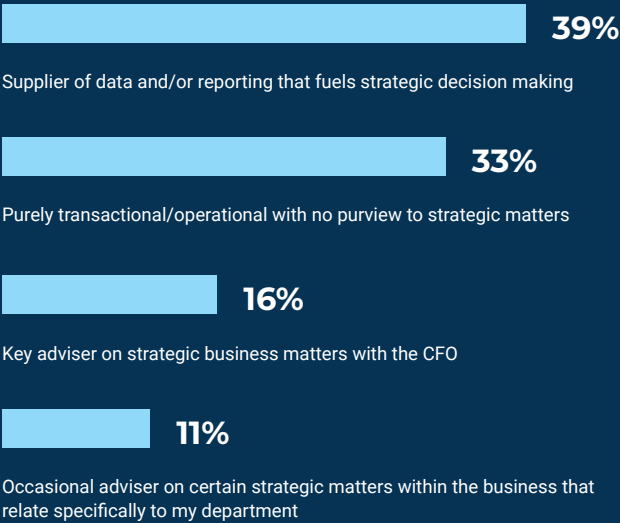 39%
Supplier of data and/or reporting that fuels strategic decision making
33%
Purely transactional/operational with no purview to strategic matters
16%
Key adviser on strategic business matters with the CFO
11%
Occasional adviser on certain strategic matters within the business that
relate specifically to my department